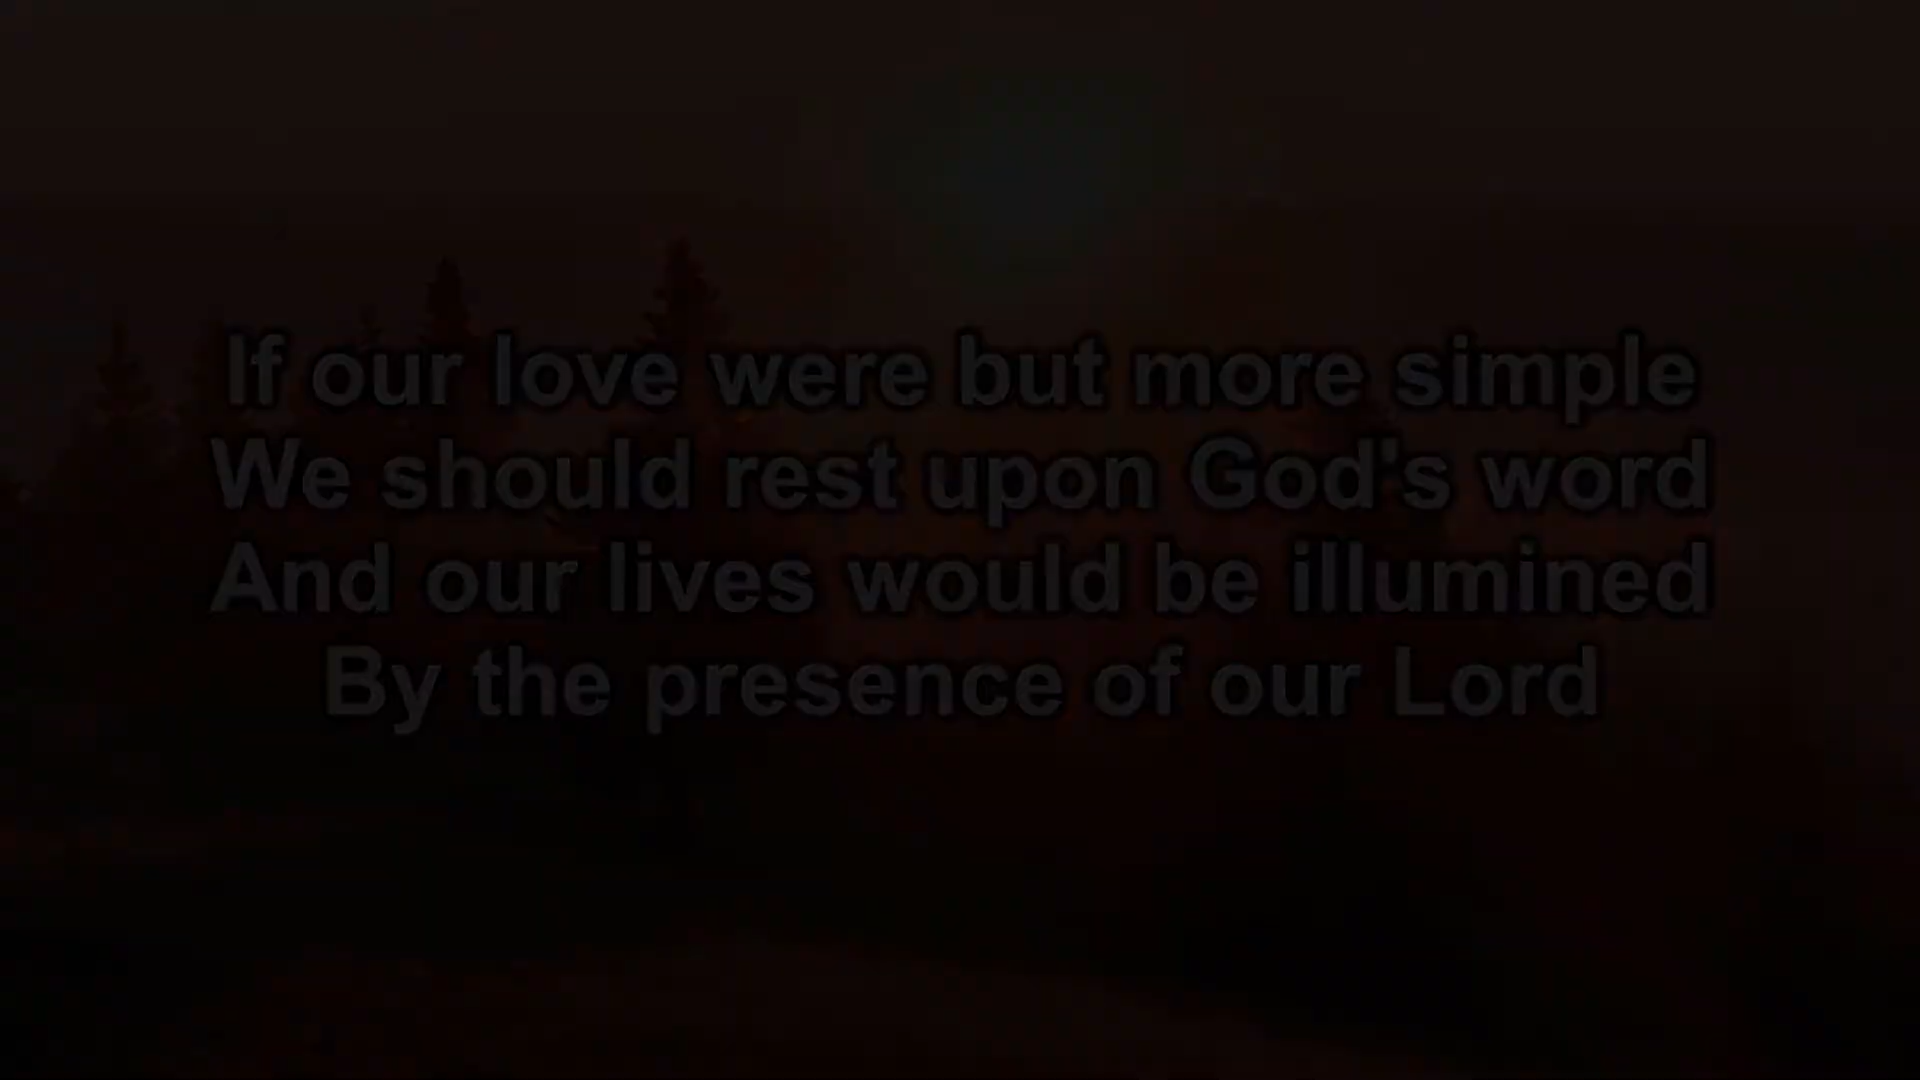 If our love were but more simple
We should rest upon God's word
And our lives would be illumined
By the presence of our Lord